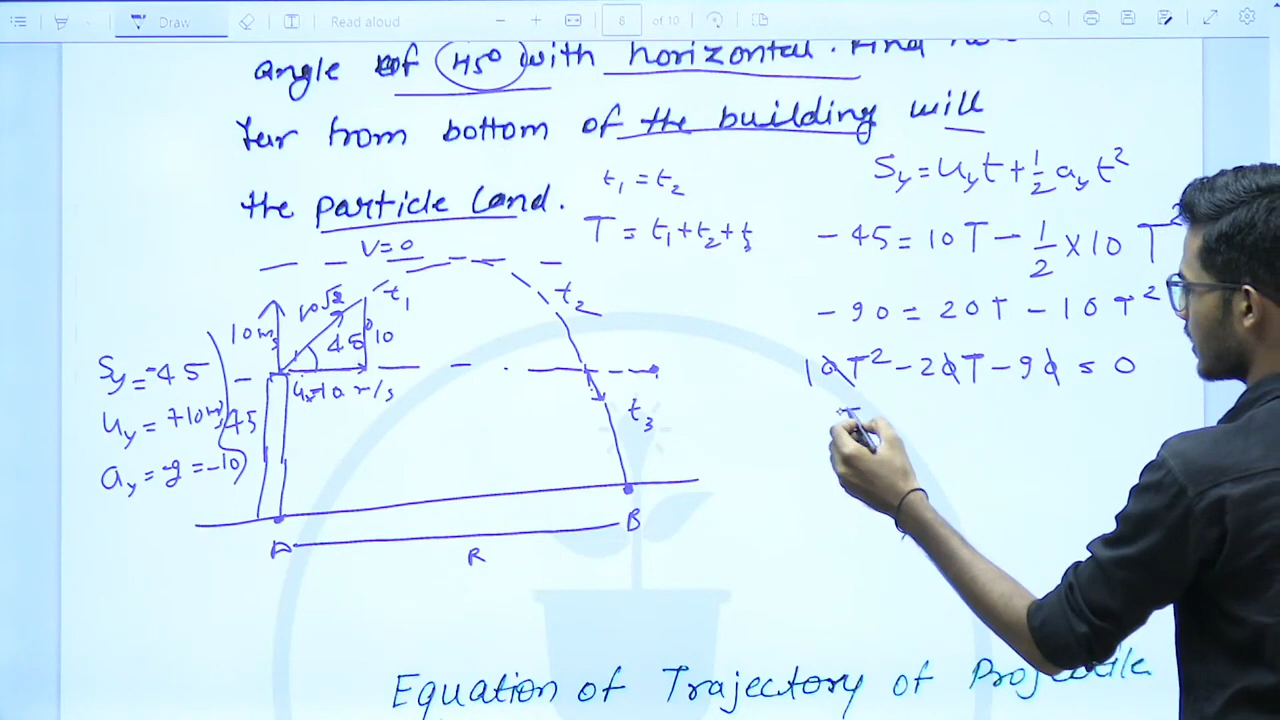 Draw
Read aloud
8 of 10
angle of 45° with horizontal. Find
from bottom of the building will
the particle land.
t₁ = t₂
T = t₁ + t₂ + t₃
V=0
10√2
t₁
t₂
10 m/s
45°
10
uₓ=10 m/s
45
t₃
Sy = -45
uy = +10 m/s
ay = -g = -10
A
B
R
Sy = uyt + 1/2 ayt²
-45 = 10T - 1/2 × 10 T²
-90 = 20T - 10T²
10T² - 20T - 90 = 0
Equation of Trajectory of Projectile